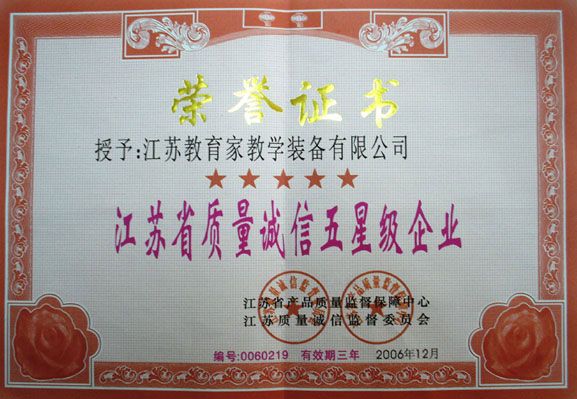 荣誉证书
授予:江苏教育家教学装备有限公司
★★★★★
江苏省质量诚信五星级企业
江苏省产品质量监督保障中心
江苏质量诚信监督委员会
编号:0060219 有效期三年 2006年12月